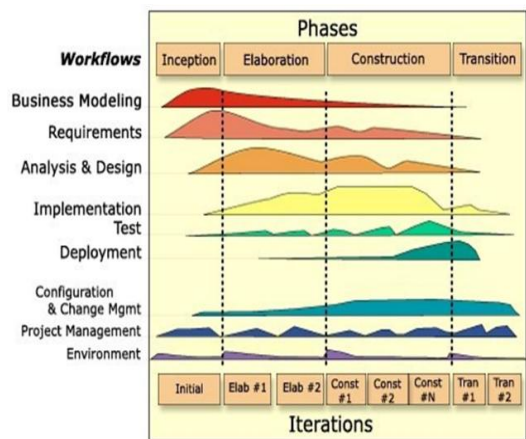 Phases
Workflows Inception Elaboration Construction Transition
Business Modeling
Requirements
Analysis & Design
Implementation
Test
Deployment
Configuration
& Change Mgmt
Project Management
Environment
Initial Elab #1 Elab #2 Const #1 Const #2 Const #N Tran #1 Tran #2
Iterations